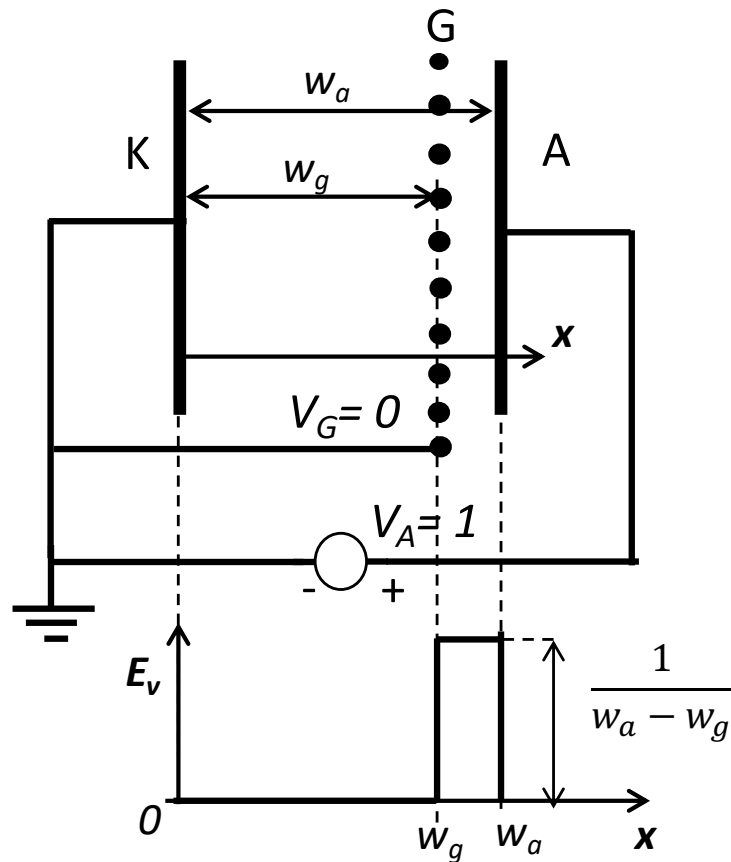 G
w_a
K
A
w_g
x
V_G= 0
V_A= 1
- +
E_v
1
w_a − w_g
0
w_g w_a x